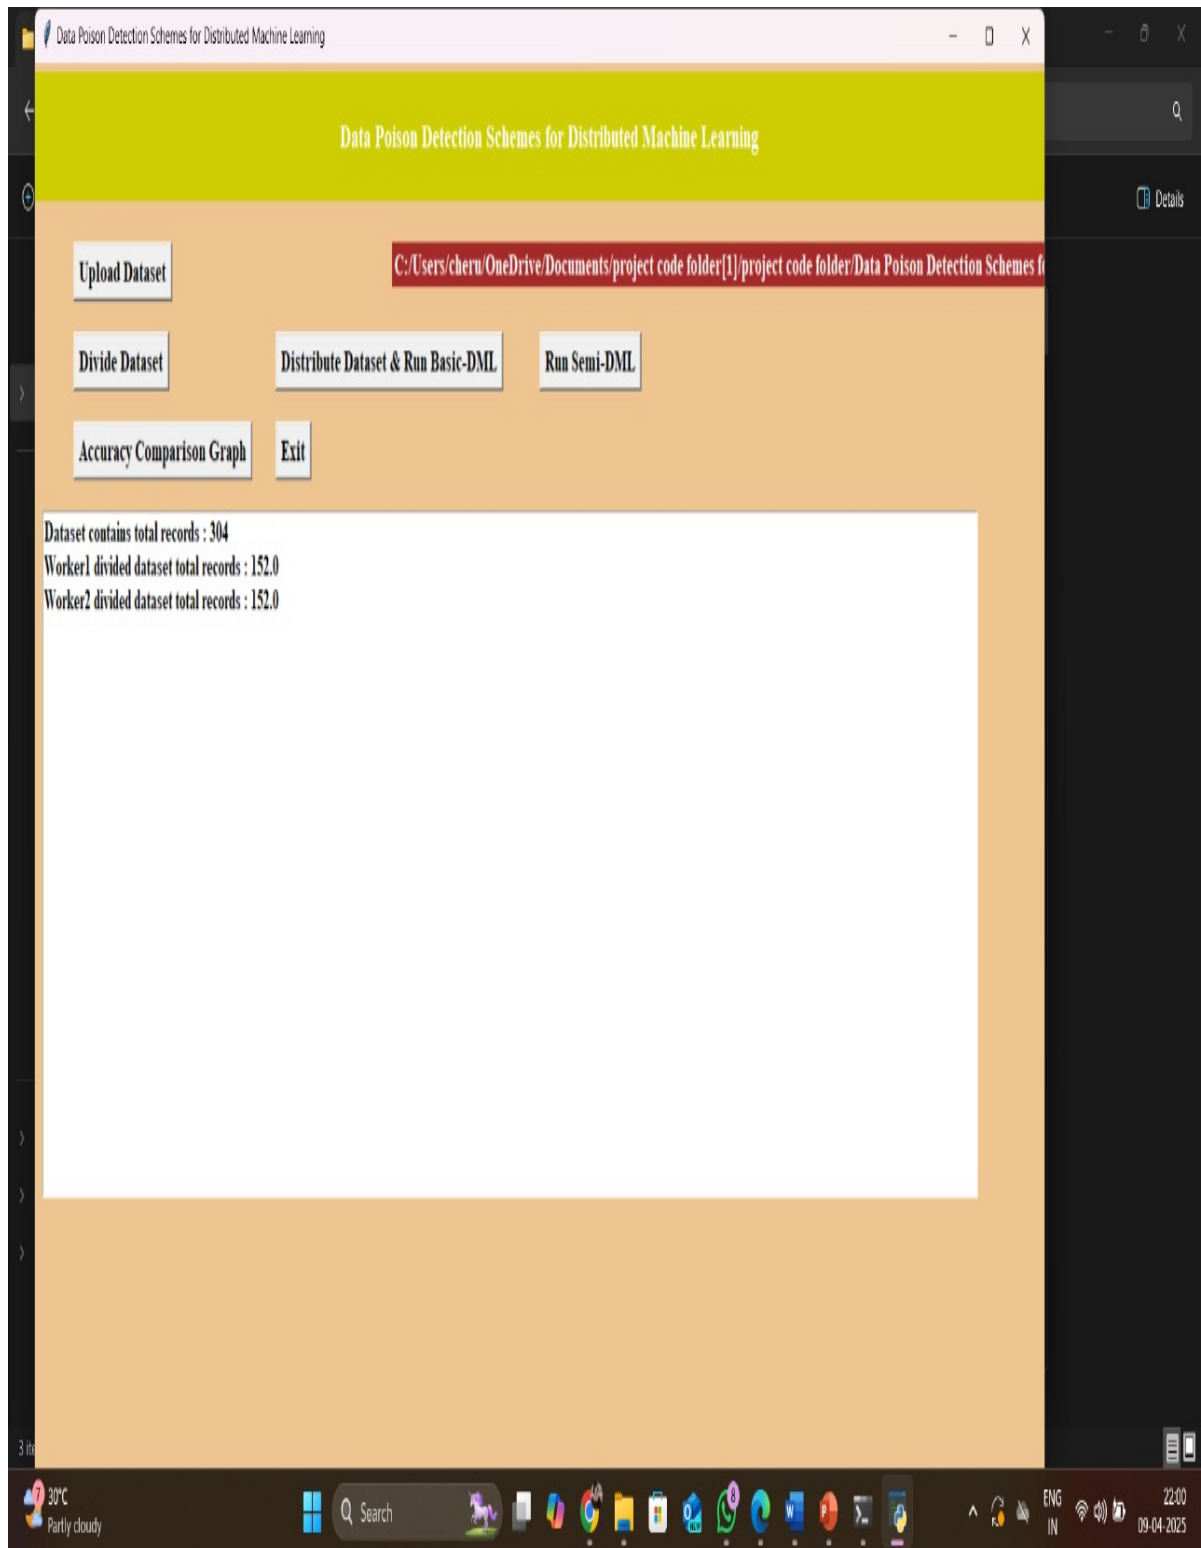 Data Poison Detection Schemes for Distributed Machine Learning
Data Poison Detection Schemes for Distributed Machine Learning
Details
Upload Dataset
C:/Users/cheru/OneDrive/Documents/project code folder[1]/project code folder/Data Poison Detection Schemes
Divide Dataset
Distribute Dataset & Run Basic-DML
Run Semi-DML
Accuracy Comparison Graph
Exit
Dataset contains total records : 304
Worker1 divided dataset total records : 152.0
Worker2 divided dataset total records : 152.0
3
7
30°C
Partly cloudy
Search
8
ENG
IN
22:00
09-04-2025